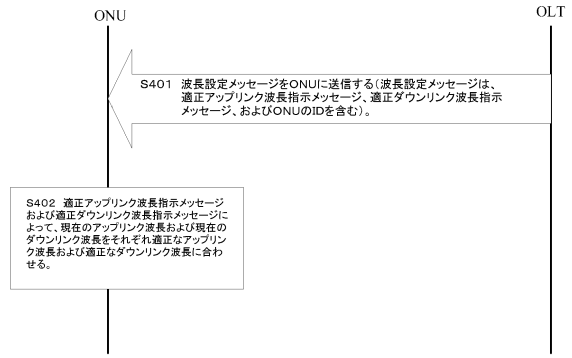 ONU
OLT
S401 波長設定メッセージをONUに送信する(波長設定メッセージは、
適正アップリンク波長指示メッセージ、適正ダウンリンク波長指示
メッセージ、およびONUのIDを含む)。
S402 適正アップリンク波長指示メッセージ
および適正ダウンリンク波長指示メッセージに
よって、現在のアップリンク波長および現在の
ダウンリンク波長をそれぞれ適正なアップリン
ク波長および適正なダウンリンク波長に合わ
せる。